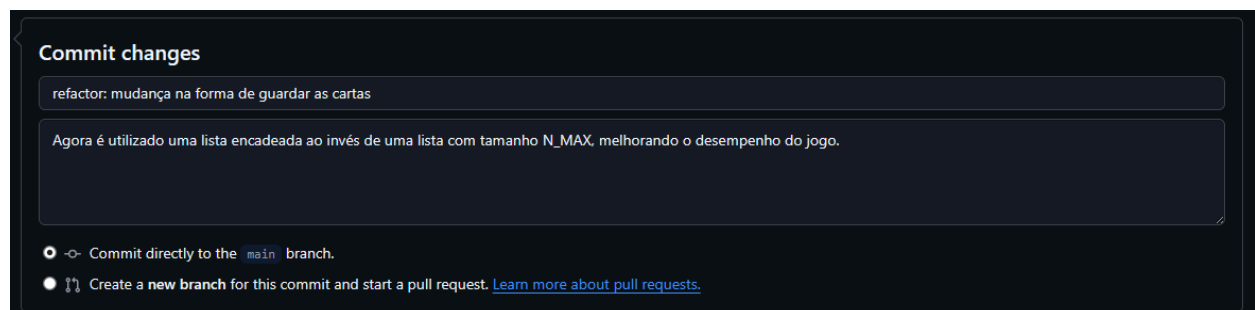 Commit changes
refactor: mudança na forma de guardar as cartas
Agora é utilizado uma lista encadeada ao invés de uma lista com tamanho N_MAX, melhorando o desempenho do jogo.
Commit directly to the main branch.
Create a new branch for this commit and start a pull request. Learn more about pull requests.